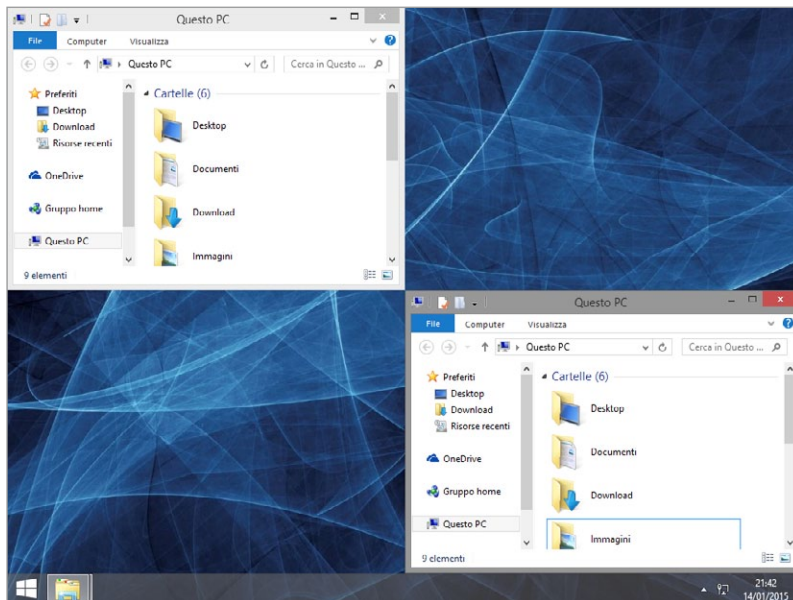 Questo PC
File Computer Visualizza
Questo PC Cerca in Questo ...
Preferiti
Desktop
Download
Risorse recenti
OneDrive
Gruppo home
Questo PC
Cartelle (6)
Desktop
Documenti
Download
Immagini
9 elementi
Questo PC
File Computer Visualizza
Questo PC Cerca in Questo ...
Preferiti
Desktop
Download
Risorse recenti
OneDrive
Gruppo home
Questo PC
Cartelle (6)
Desktop
Documenti
Download
Immagini
9 elementi
21:42
14/01/2015